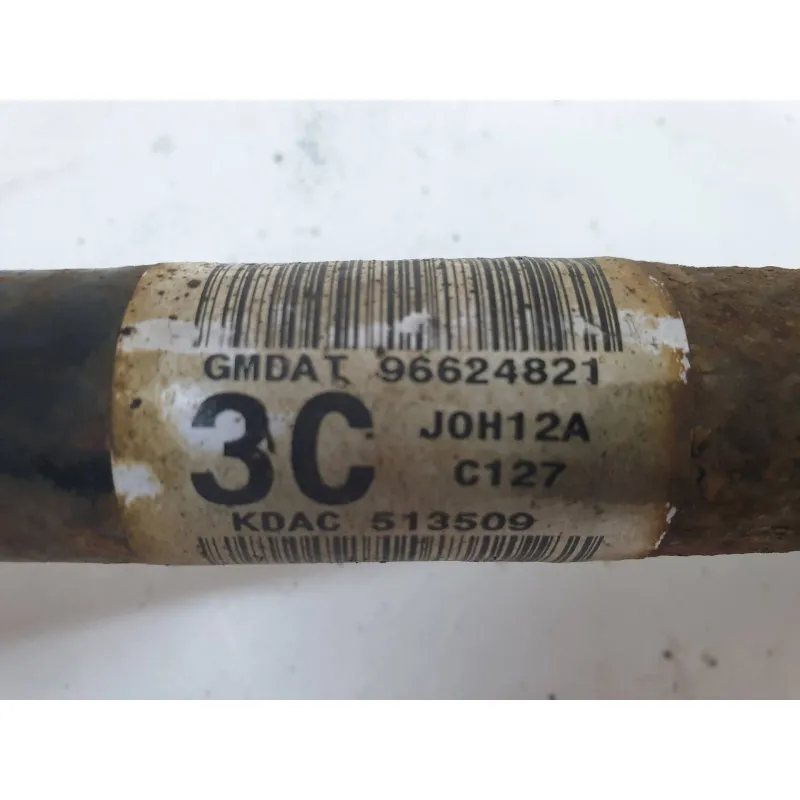 GMDAT 96624821
3C J0H12A
C127
KDAC 513509